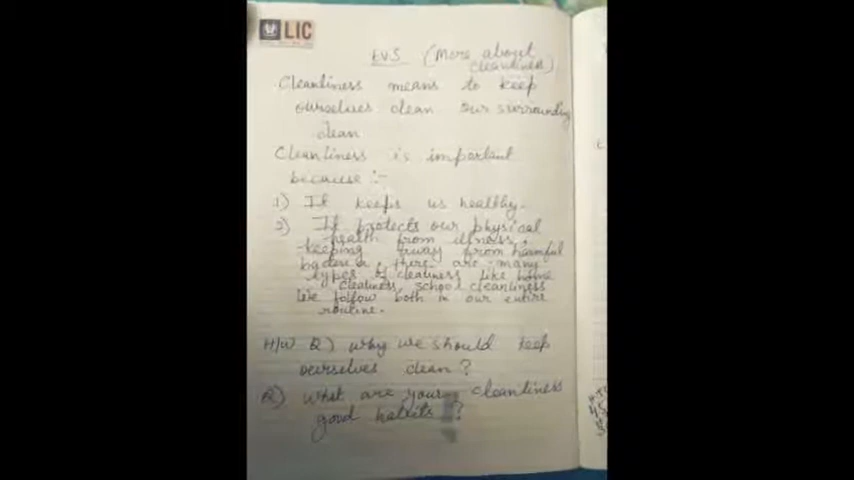 LIC
EVS (More about
cleanliness)
Cleanliness means to keep
ourselves clean our surrounding
clean
Cleanliness is important
because :-
1) It keeps us healthy.
2) It protects our physical
health from illness,
keeping away from harmful
bacteria, there are many
types of cleanliness like home
cleanliness, school cleanliness
We follow both in our entire
routine.
H/W Q) why we should keep
ourselves clean ?
Q) what are your cleanliness
good habits ?